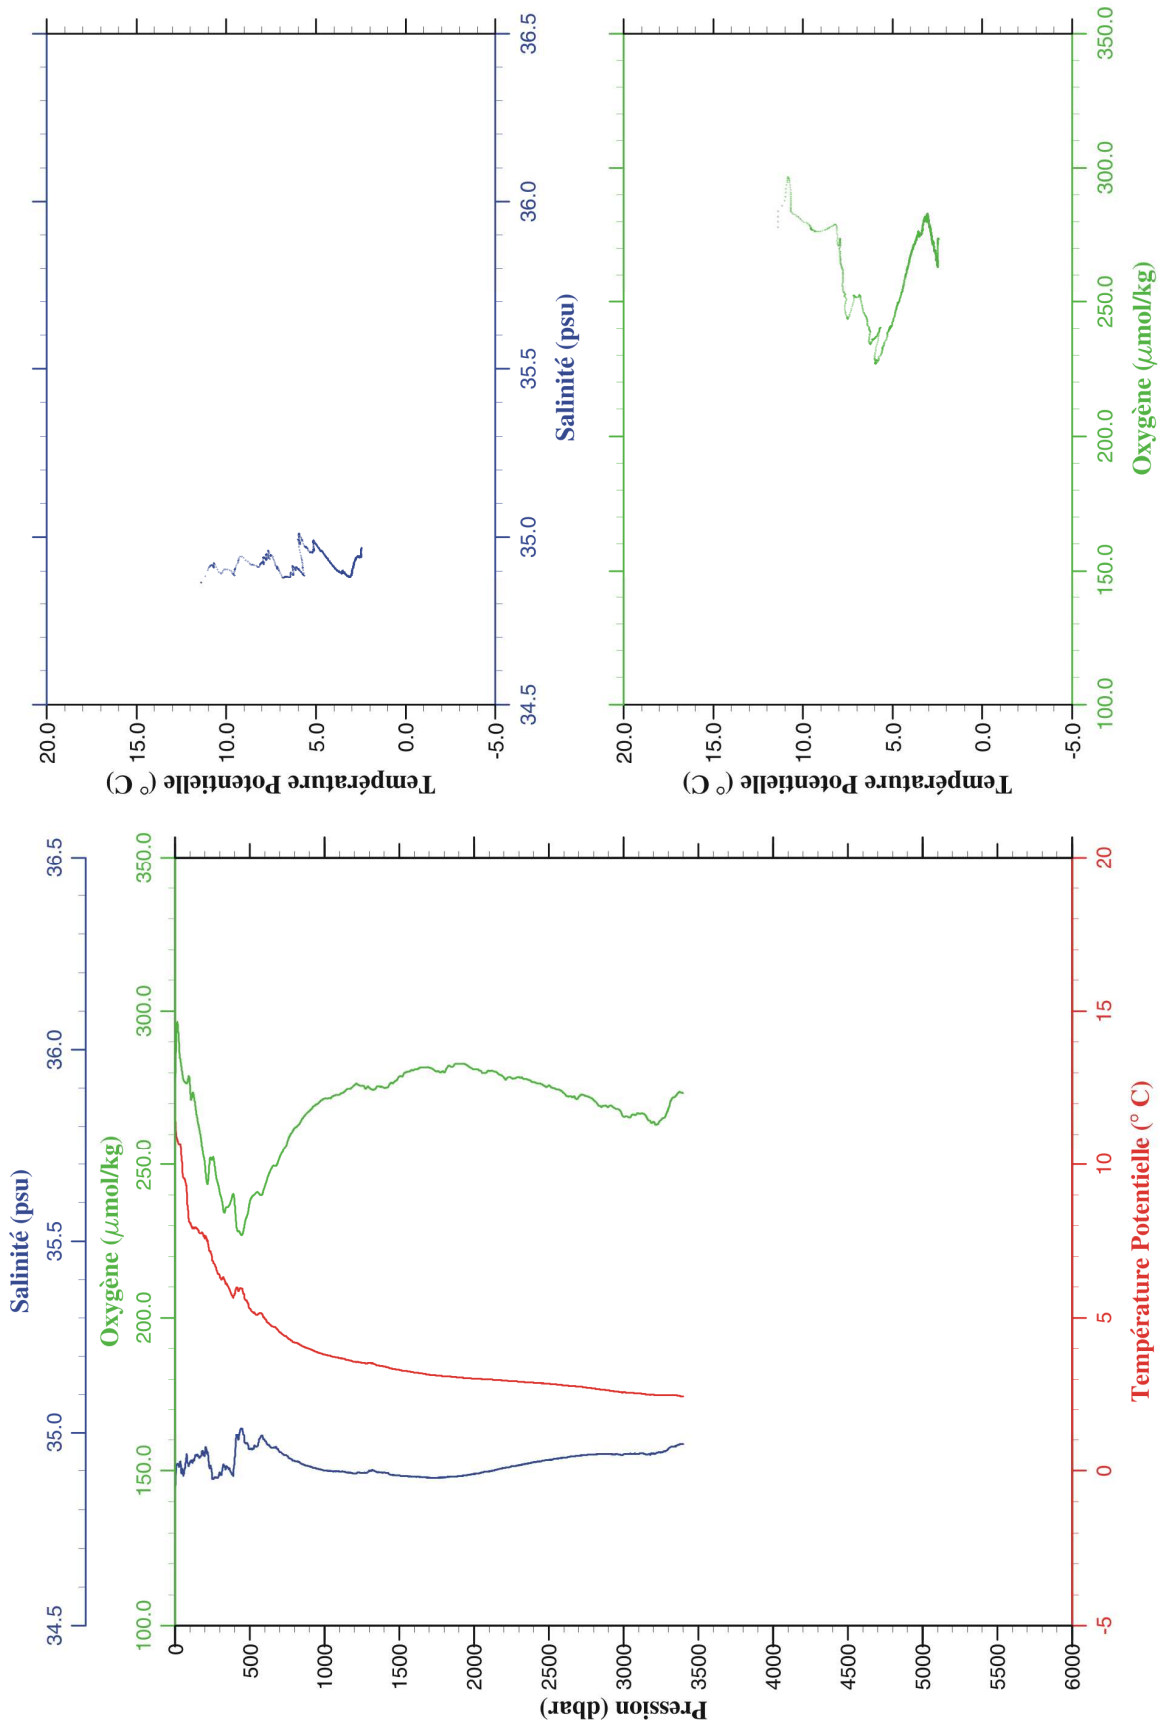 Salinité (psu)
34.5 35.0 35.5 36.0 36.5
Oxygène (μmol/kg)
100.0 150.0 200.0 250.0 300.0 350.0
Pression (dbar)
0
500
1000
1500
2000
2500
3000
3500
4000
4500
5000
5500
6000
-5 0 5 10 15 20
Température Potentielle (° C)
Température Potentielle (° C)
20.0
15.0
10.0
5.0
0.0
-5.0
34.5 35.0 35.5 36.0 36.5
Salinité (psu)
Température Potentielle (° C)
20.0
15.0
10.0
5.0
0.0
-5.0
100.0 150.0 200.0 250.0 300.0 350.0
Oxygène (μmol/kg)